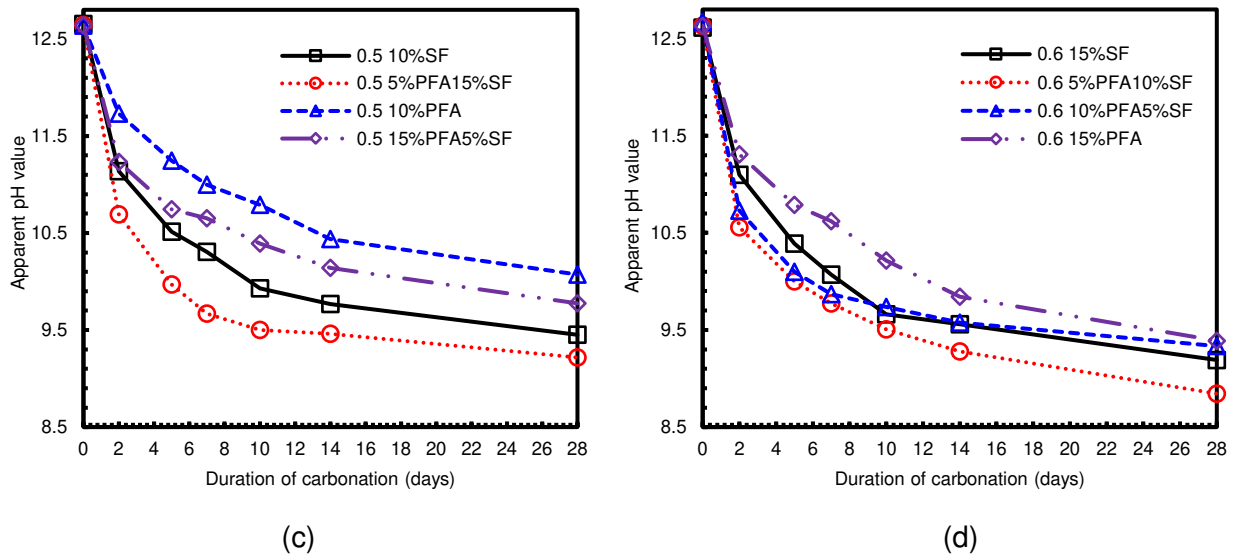 12.5
11.5
10.5
9.5
8.5
Apparent pH value
0.5 10%SF
0.5 5%PFA15%SF
0.5 10%PFA
0.5 15%PFA5%SF
0 2 4 6 8 10 12 14 16 18 20 22 24 26 28
Duration of carbonation (days)
(c)
12.5
11.5
10.5
9.5
8.5
Apparent pH value
0.6 15%SF
0.6 5%PFA10%SF
0.6 10%PFA5%SF
0.6 15%PFA
0 2 4 6 8 10 12 14 16 18 20 22 24 26 28
Duration of carbonation (days)
(d)